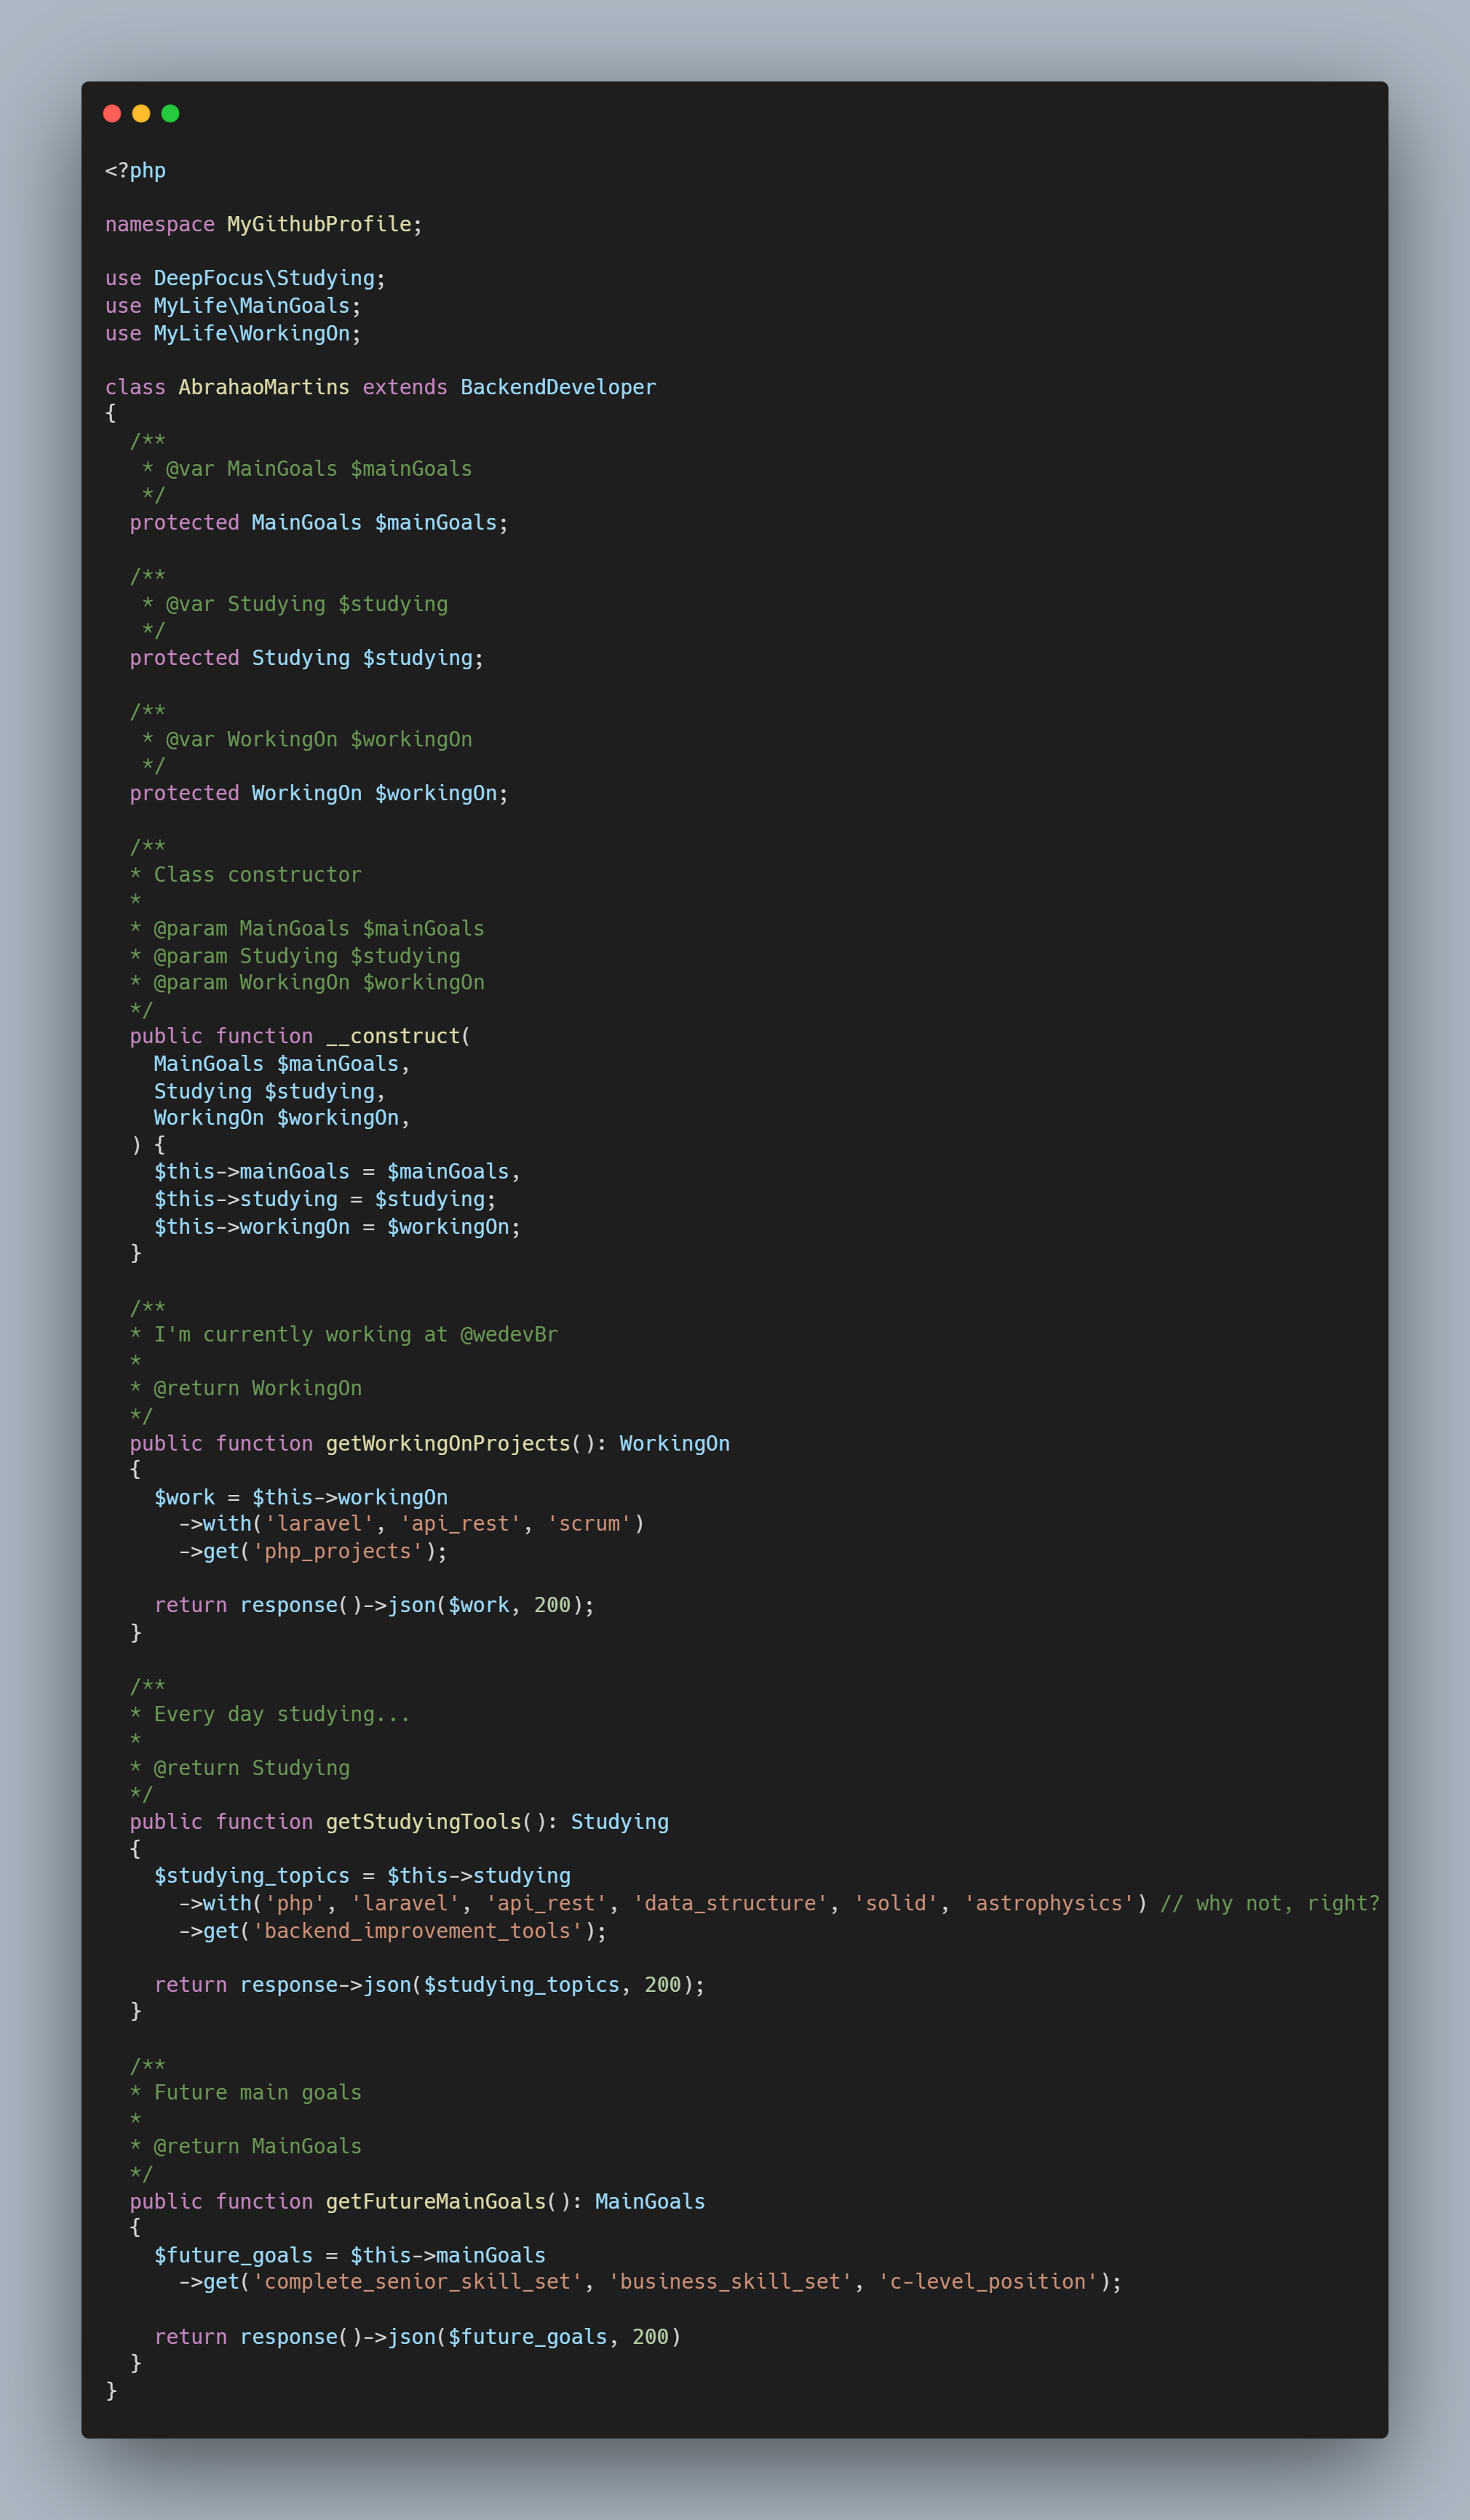 <?php

namespace MyGithubProfile;

use DeepFocus\Studying;
use MyLife\MainGoals;
use MyLife\WorkingOn;

class AbrahaoMartins extends BackendDeveloper
{
  /**
   * @var MainGoals $mainGoals
   */
  protected MainGoals $mainGoals;

  /**
   * @var Studying $studying
   */
  protected Studying $studying;

  /**
   * @var WorkingOn $workingOn
   */
  protected WorkingOn $workingOn;

  /**
  * Class constructor
  *
  * @param MainGoals $mainGoals
  * @param Studying $studying
  * @param WorkingOn $workingOn
  */
  public function __construct(
    MainGoals $mainGoals,
    Studying $studying,
    WorkingOn $workingOn,
  ) {
    $this->mainGoals = $mainGoals,
    $this->studying = $studying;
    $this->workingOn = $workingOn;
  }

  /**
  * I'm currently working at @wedevBr
  *
  * @return WorkingOn
  */
  public function getWorkingOnProjects(): WorkingOn
  {
    $work = $this->workingOn
      ->with('laravel', 'api_rest', 'scrum')
      ->get('php_projects');

    return response()->json($work, 200);
  }

  /**
  * Every day studying...
  *
  * @return Studying
  */
  public function getStudyingTools(): Studying
  {
    $studying_topics = $this->studying
      ->with('php', 'laravel', 'api_rest', 'data_structure', 'solid', 'astrophysics') // why not, right?
      ->get('backend_improvement_tools');

    return response->json($studying_topics, 200);
  }

  /**
  * Future main goals
  *
  * @return MainGoals
  */
  public function getFutureMainGoals(): MainGoals
  {
    $future_goals = $this->mainGoals
      ->get('complete_senior_skill_set', 'business_skill_set', 'c-level_position');

    return response()->json($future_goals, 200)
  }
}